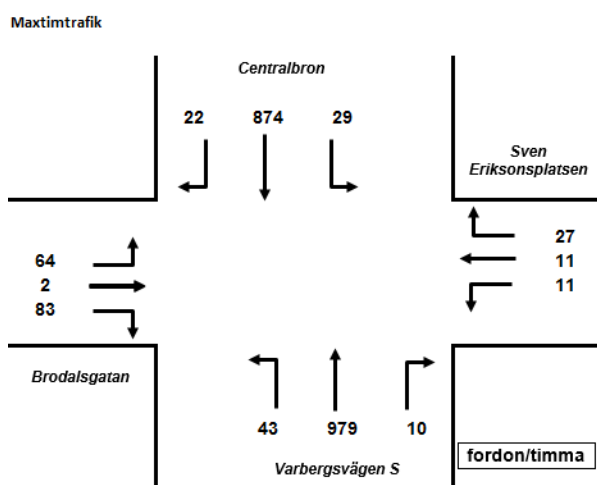 Maxtimtrafik
Centralbron
22 874 29
Sven
Eriksonsplatsen
64
2
83
27
11
11
Brodalsgatan
43 979 10
Varbergsvägen S
fordon/timma